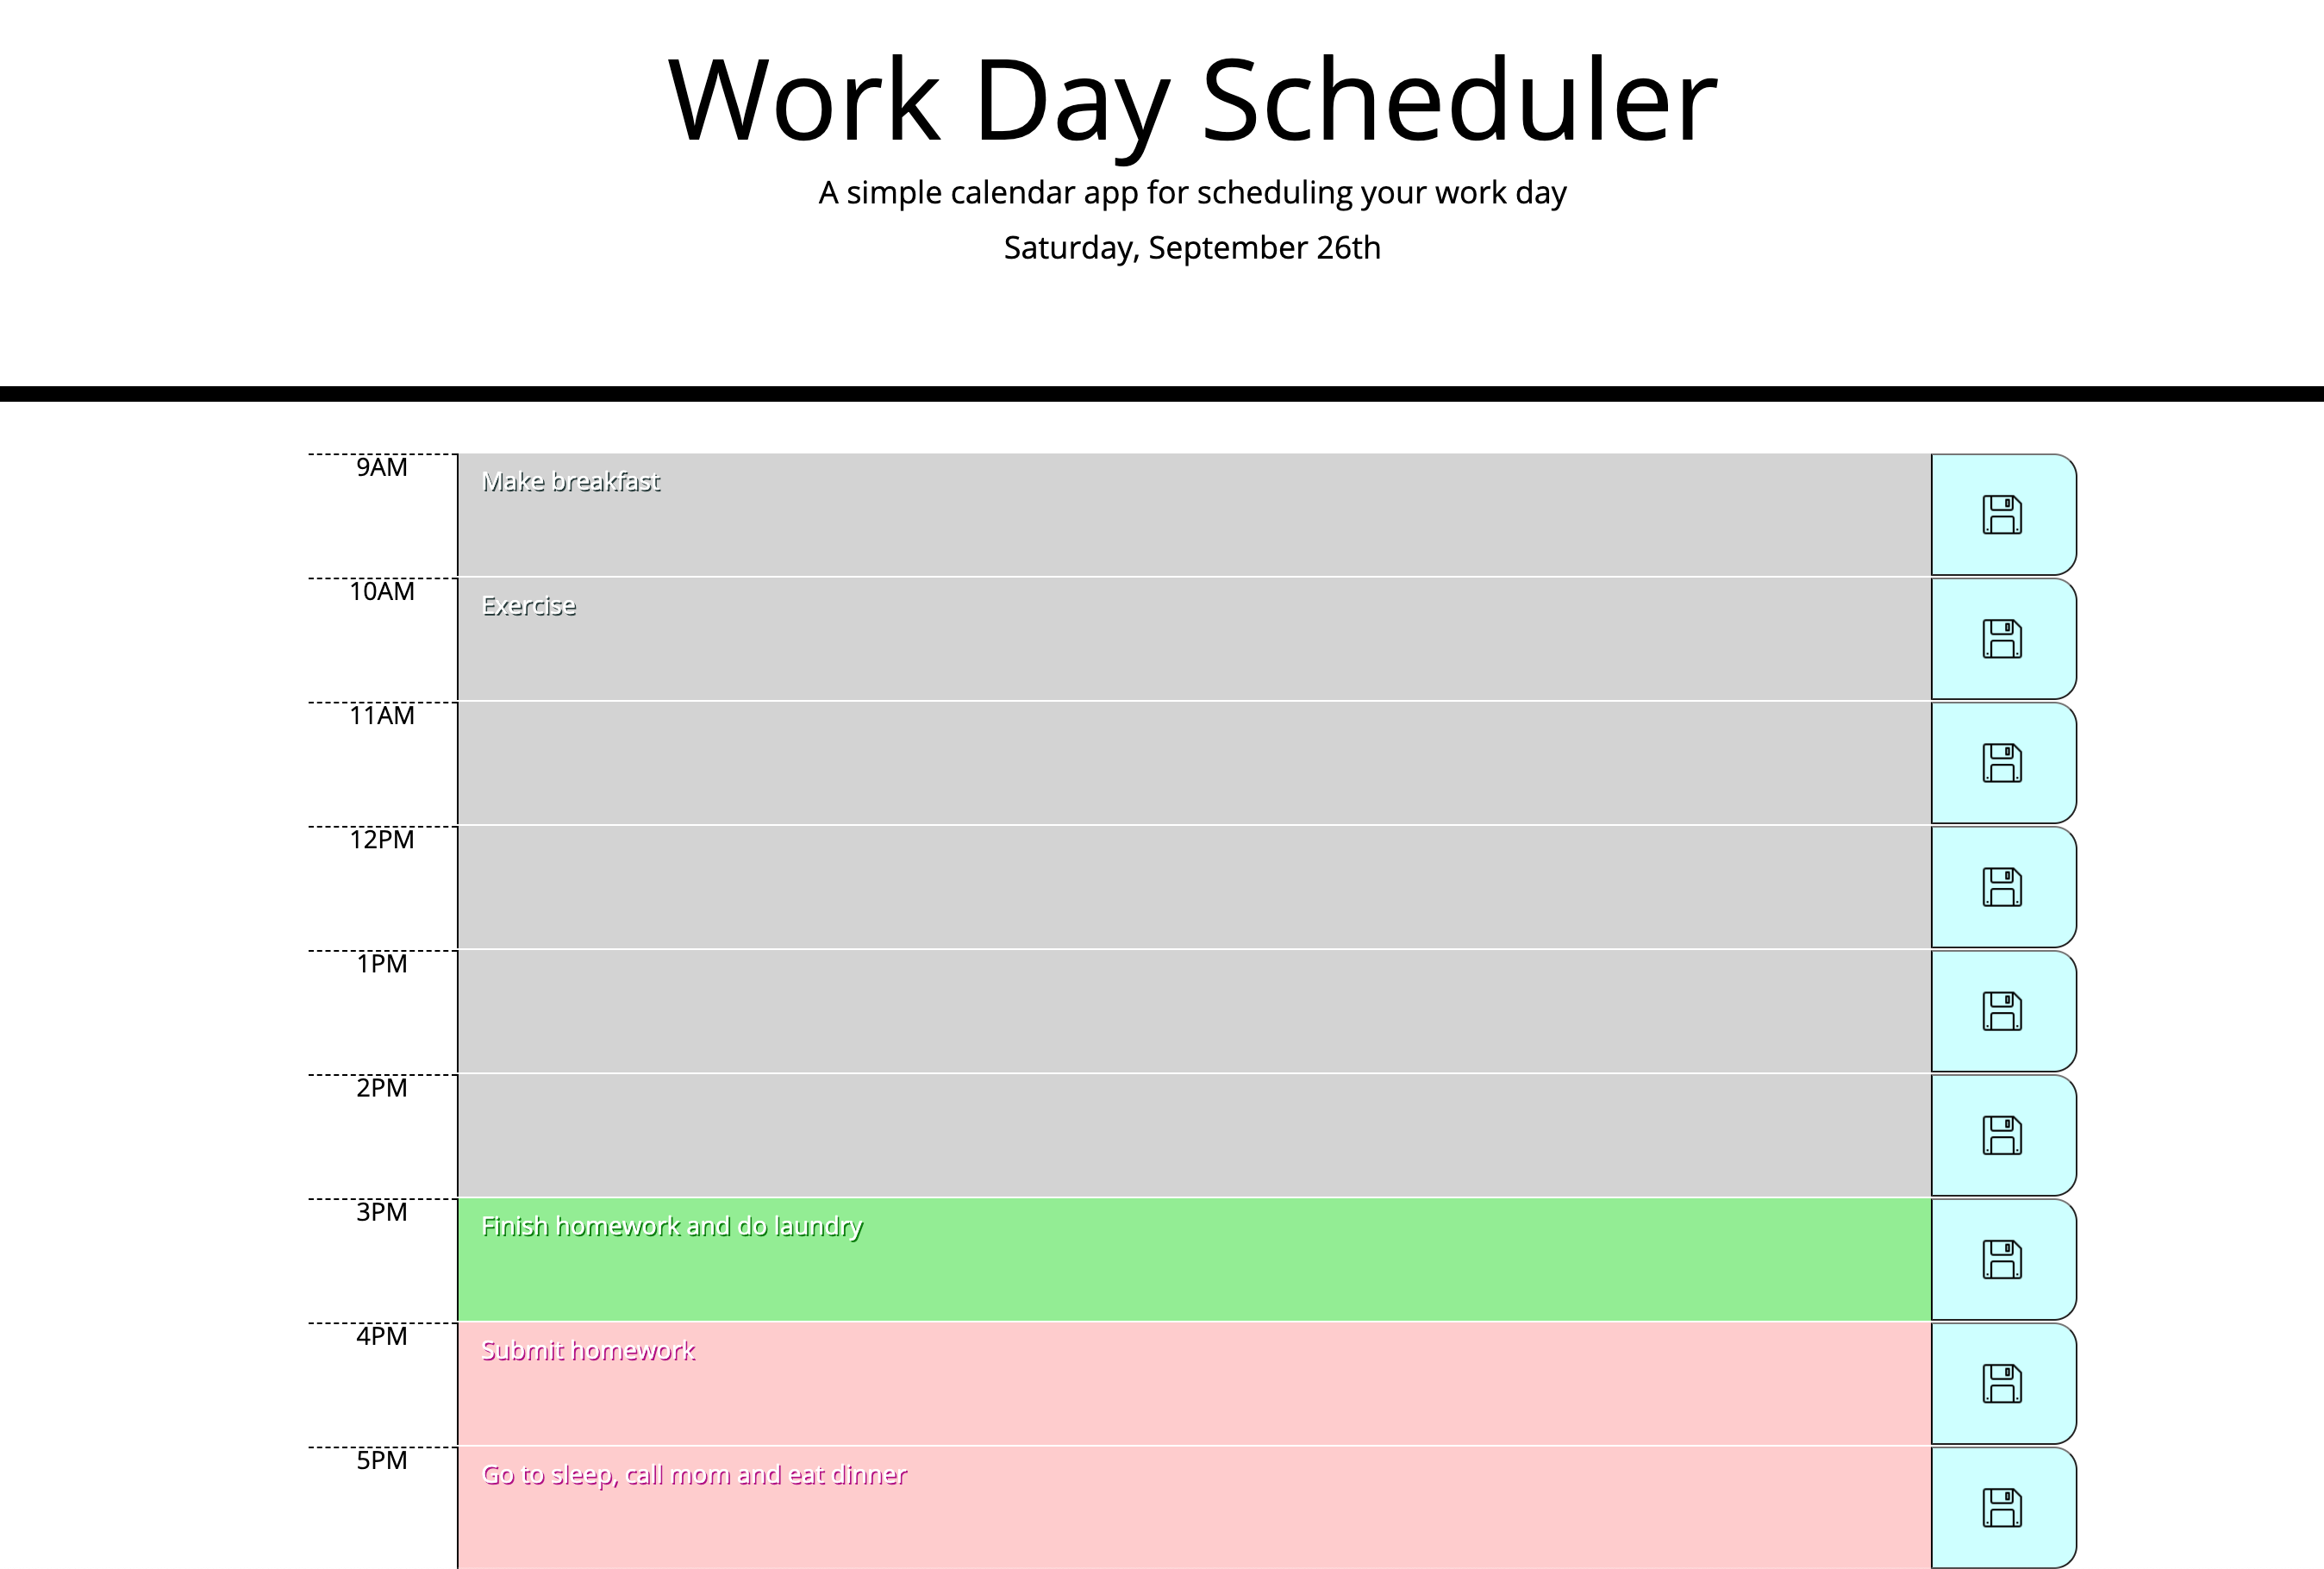 Work Day Scheduler
A simple calendar app for scheduling your work day
Saturday, September 26th
9AM
Make breakfast
10AM
Exercise
11AM
12PM
1PM
2PM
3PM
Finish homework and do laundry
4PM
Submit homework
5PM
Go to sleep, call mom and eat dinner